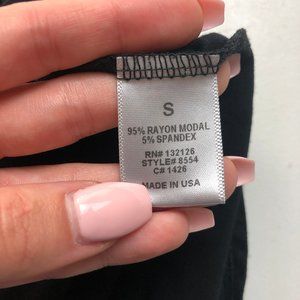 S
95% RAYON MODAL
5% SPANDEX
RN# 132126
STYLE# 8554
C# 1426
MADE IN USA